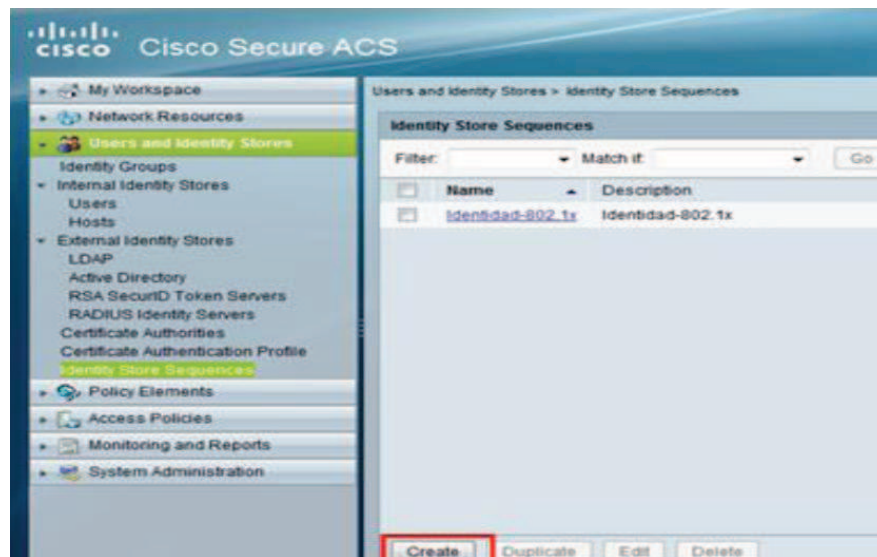 CISCO Cisco Secure ACS
My Workspace
Network Resources
Users and Identity Stores
Identity Groups
Internal Identity Stores
Users
Hosts
External Identity Stores
LDAP
Active Directory
RSA SecurID Token Servers
RADIUS Identity Servers
Certificate Authorities
Certificate Authentication Profile
Identity Store Sequences
Policy Elements
Access Policies
Monitoring and Reports
System Administration
Users and Identity Stores > Identity Store Sequences
Identity Store Sequences
Filter: Match if: Go
Name Description
Identidad-802.1x Identidad-802.1x
Create Duplicate Edit Delete